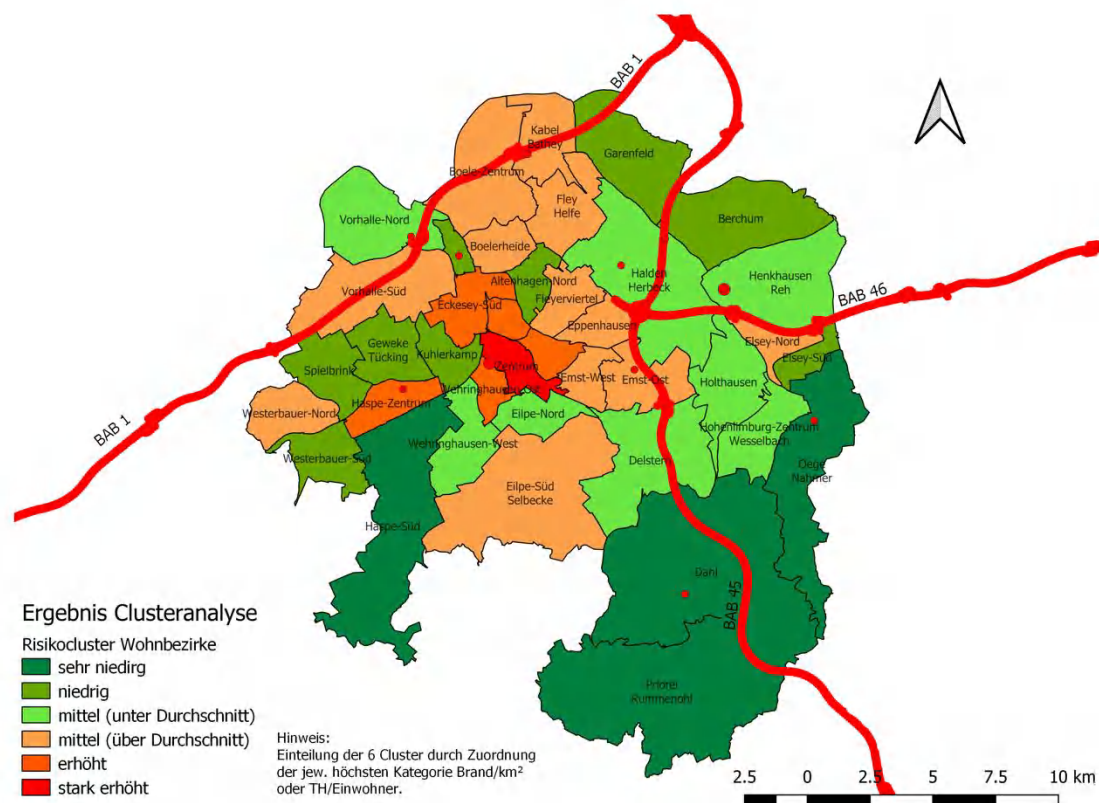 BAB 1
Kabel
Bathey
Garenfeld
Boele-Zentrum
Fley
Helfe
Vorhalle-Nord
Berchum
Boelerheide
Halden
Herbeck
Henkhausen
Reh
BAB 46
Altenhagen-Nord
Vorhalle-Süd
Eckesey-Süd
Fleyerviertel
Eppenhausen
Elsey-Nord
Elsey-Süd
Geweke
Tücking
Kuhlerkamp
Spielbrink
Zentrum
Emst-West
Emst-Ost
Holthausen
Wehringhausen-Ost
Haspe-Zentrum
Westerbauer-Nord
Eilpe-Nord
Hohenlimburg-Zentrum
Wesselbach
BAB 1
Wehringhausen-West
Westerbauer-Süd
Delstern
Oege
Nahmer
Eilpe-Süd
Selbecke
Haspe-Süd
Dahl
BAB 45
Priorei
Rummenohl
Ergebnis Clusteranalyse
Risikocluster Wohnbezirke
sehr niedirg
niedrig
mittel (unter Durchschnitt)
mittel (über Durchschnitt)
erhöht
stark erhöht
Hinweis:
Einteilung der 6 Cluster durch Zuordnung
der jew. höchsten Kategorie Brand/km²
oder TH/Einwohner.
2.5 0 2.5 5 7.5 10 km